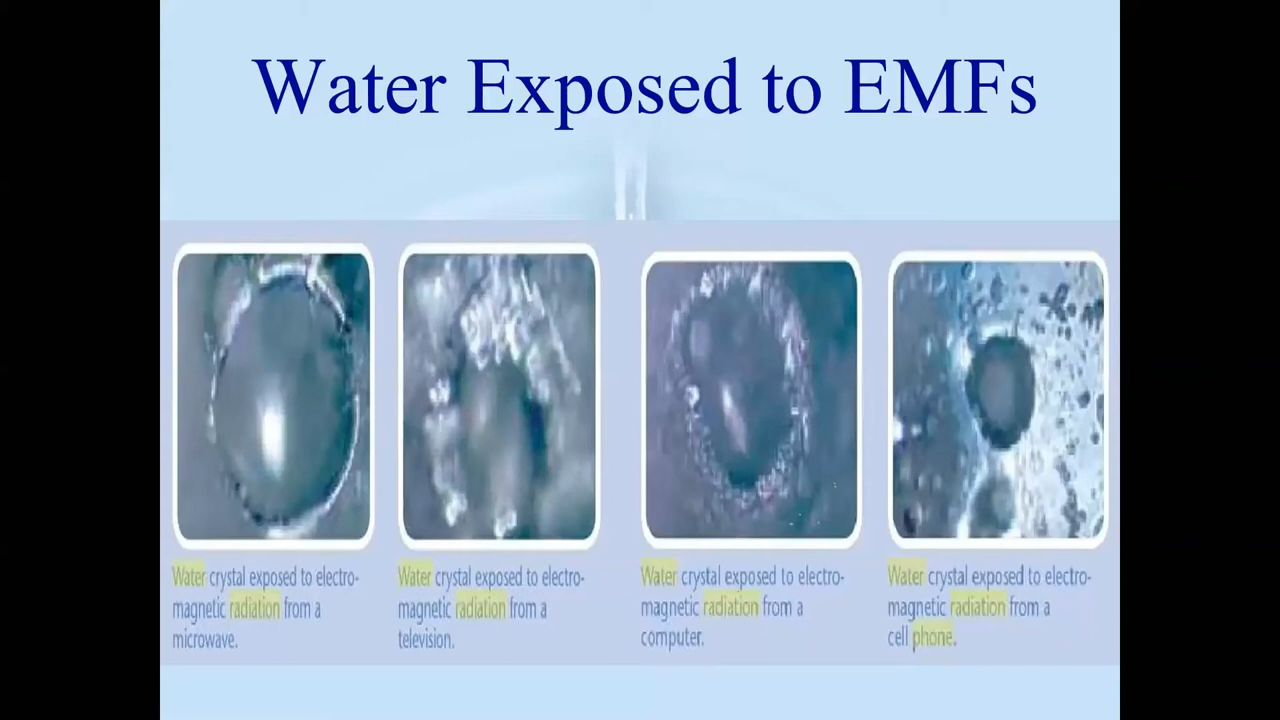 Water Exposed to EMFs
Water crystal exposed to electro-
magnetic radiation from a
microwave.
Water crystal exposed to electro-
magnetic radiation from a
television.
Water crystal exposed to electro-
magnetic radiation from a
computer.
Water crystal exposed to electro-
magnetic radiation from a
cell phone.